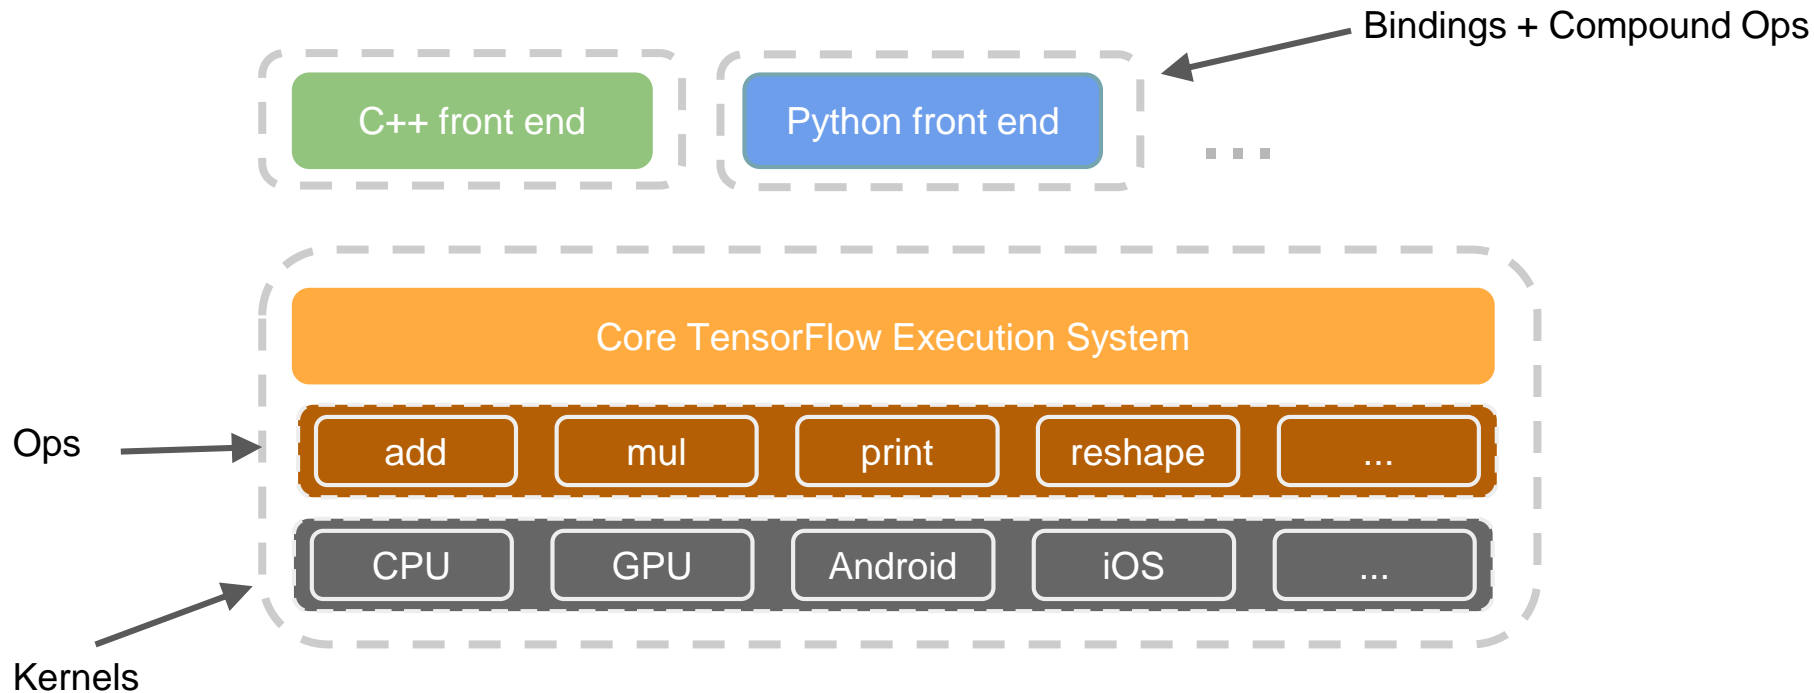 Bindings + Compound Ops
C++ front end
Python front end
...
Core TensorFlow Execution System
Ops
add
mul
print
reshape
...
CPU
GPU
Android
iOS
...
Kernels